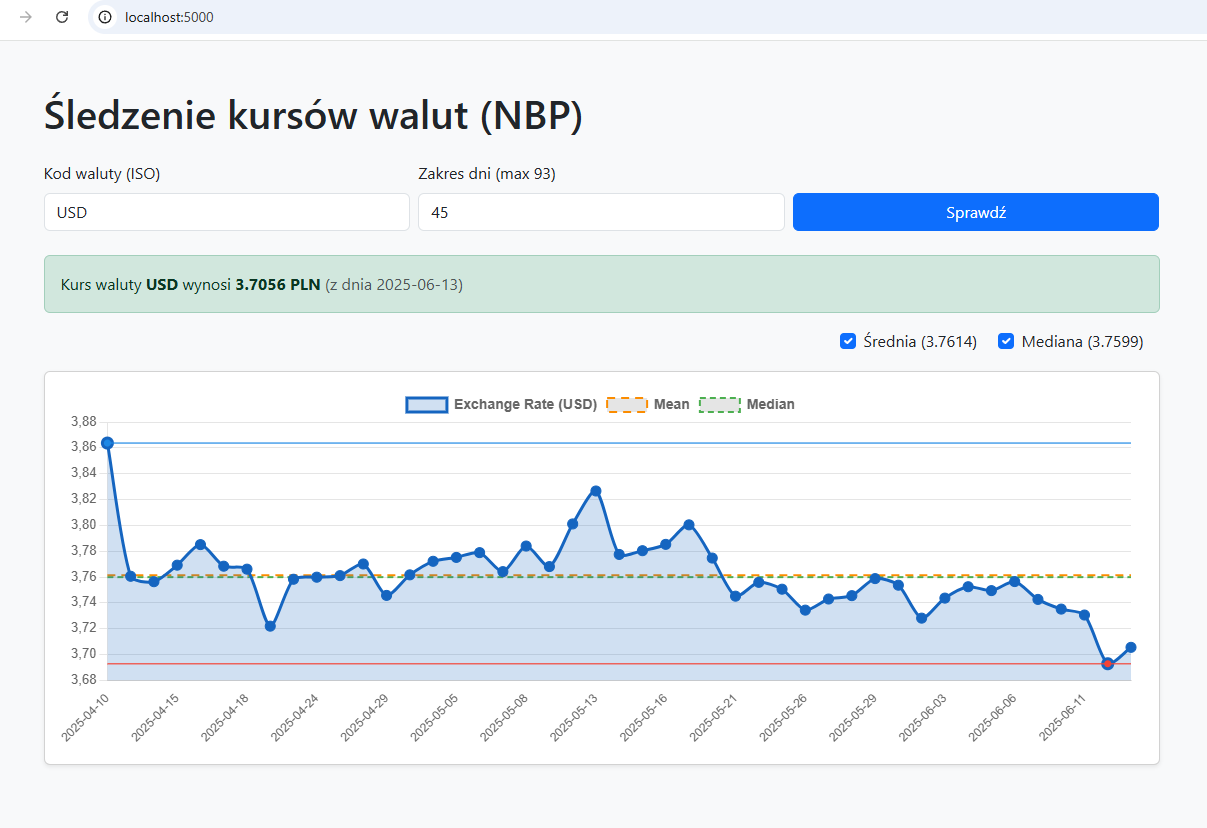 localhost:5000
Śledzenie kursów walut (NBP)
Kod waluty (ISO)
Zakres dni (max 93)
USD
45
Sprawdź
Kurs waluty USD wynosi 3.7056 PLN (z dnia 2025-06-13)
Średnia (3.7614)
Mediana (3.7599)
Exchange Rate (USD)
Mean
Median
3,88
3,86
3,84
3,82
3,80
3,78
3,76
3,74
3,72
3,70
3,68
2025-04-10
2025-04-15
2025-04-18
2025-04-24
2025-04-29
2025-05-05
2025-05-08
2025-05-13
2025-05-16
2025-05-21
2025-05-26
2025-05-29
2025-06-03
2025-06-06
2025-06-11